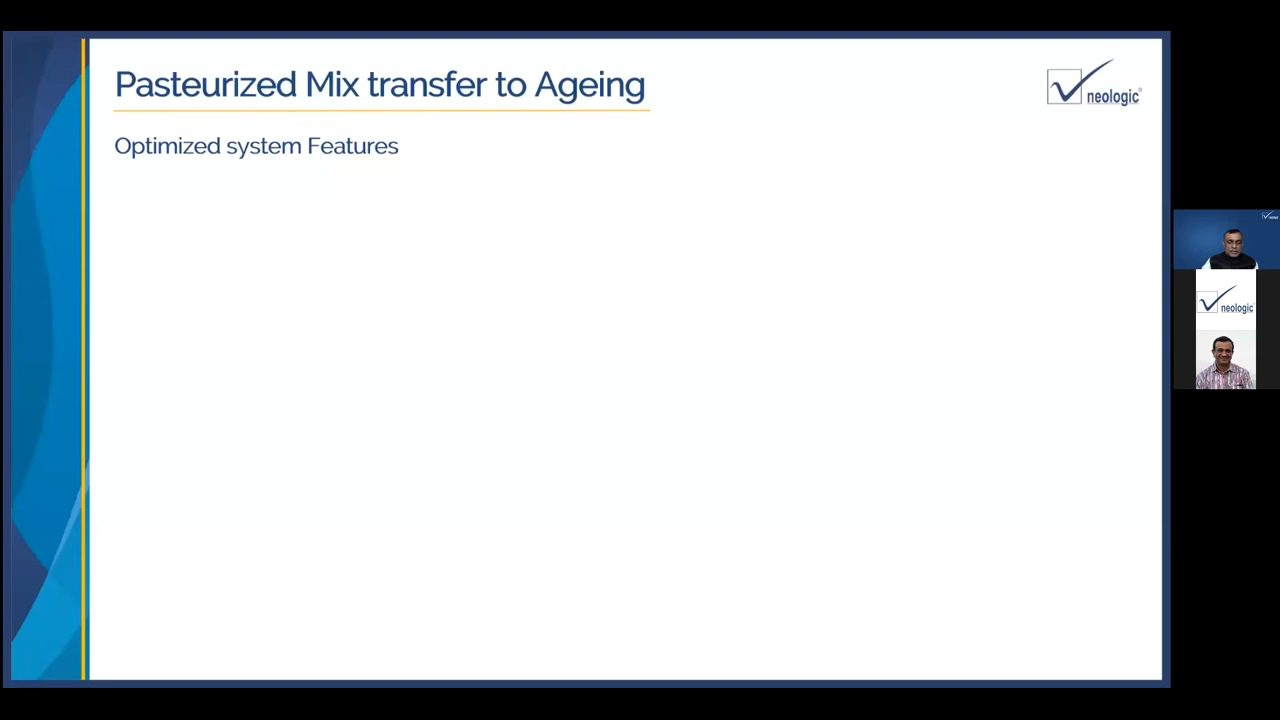 Pasteurized Mix transfer to Ageing
neologic®
Optimized system Features
neologic